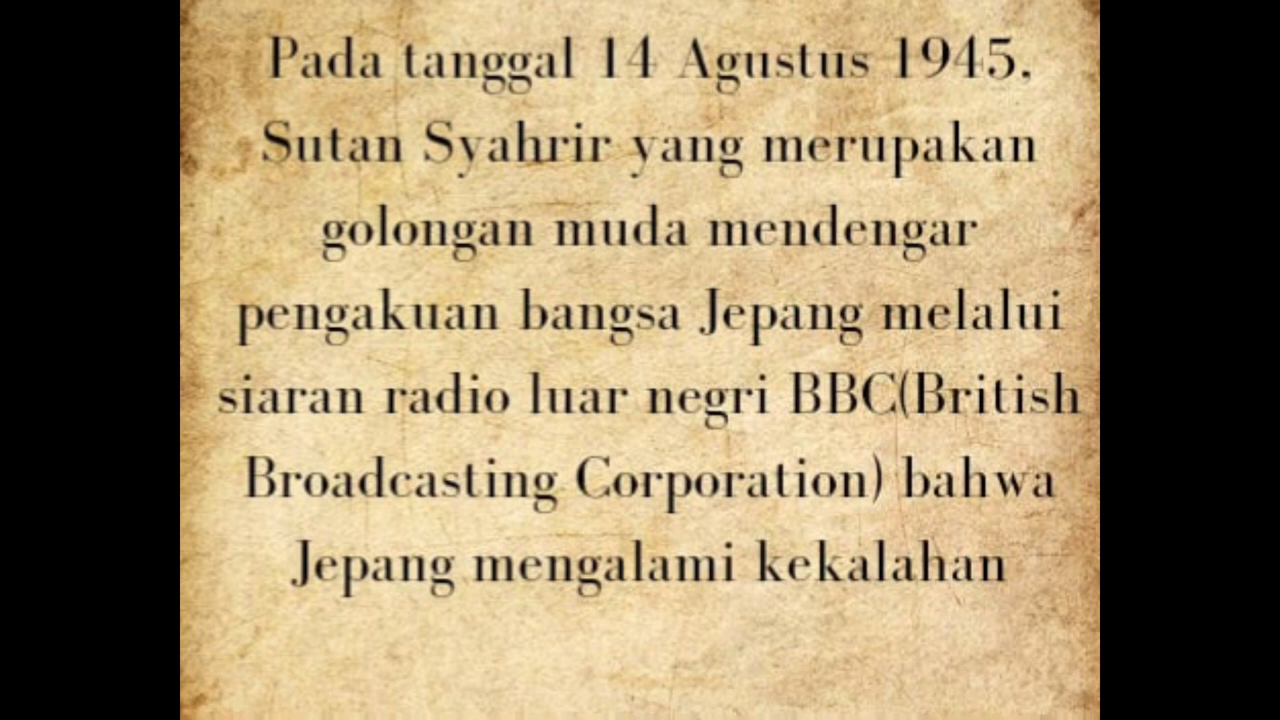 Pada tanggal 14 Agustus 1945,
Sutan Syahrir yang merupakan
golongan muda mendengar
pengakuan bangsa Jepang melalui
siaran radio luar negri BBC(British
Broadcasting Corporation) bahwa
Jepang mengalami kekalahan